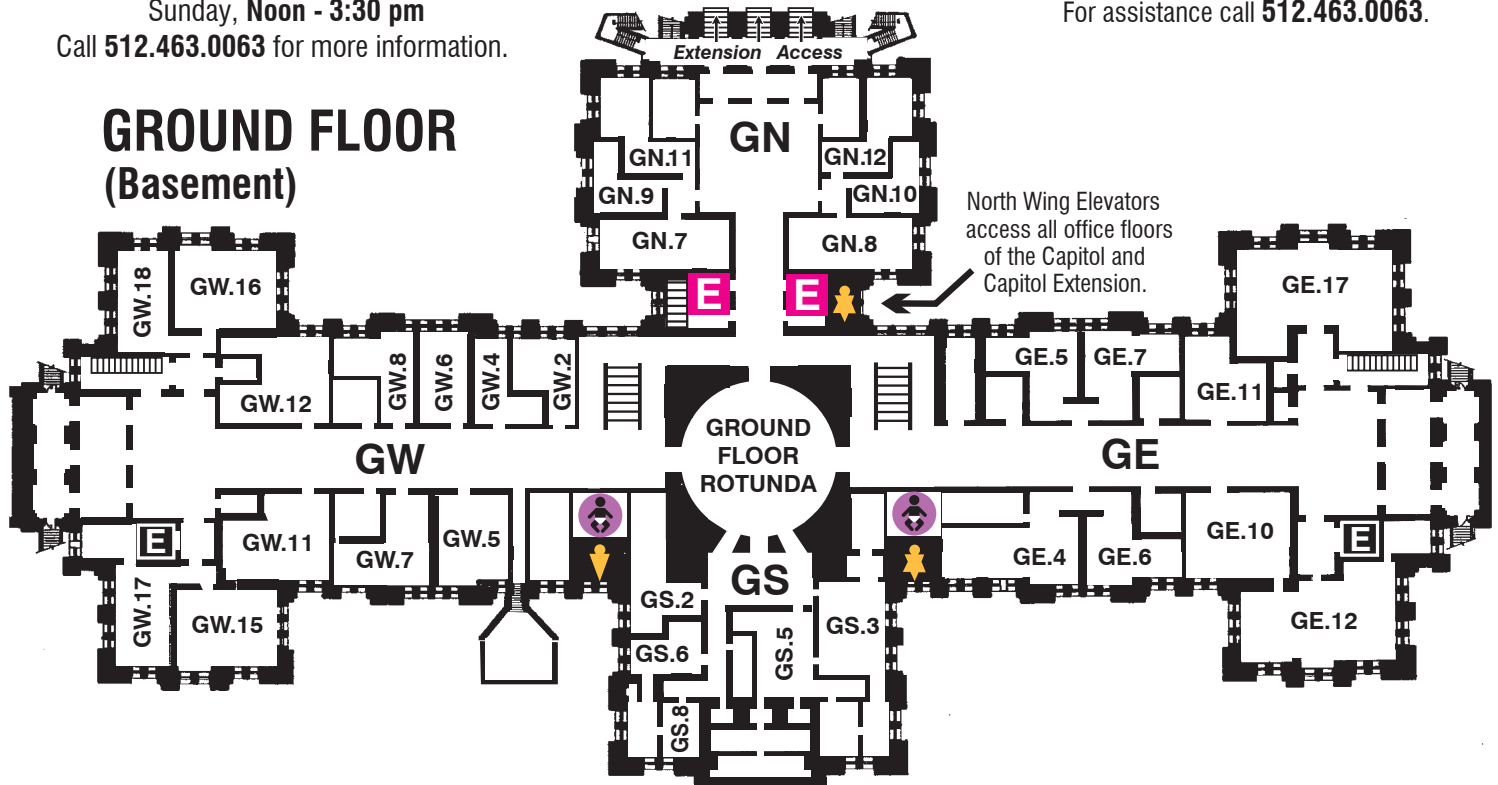 Sunday, Noon - 3:30 pm
Call 512.463.0063 for more information.
For assistance call 512.463.0063.
GROUND FLOOR
(Basement)
Extension Access
GN
GN.11
GN.12
GN.9
GN.10
GN.7
GN.8
E
E
North Wing Elevators
access all office floors
of the Capitol and
Capitol Extension.
GW.18
GW.16
GW.12
GW.8
GW.6
GW.4
GW.2
GE.5
GE.7
GE.11
GE.17
GW
GROUND
FLOOR
ROTUNDA
GE
E
GW.11
GW.7
GW.5
GW.17
GW.15
GS
GS.2
GS.3
GS.5
GS.6
GS.8
GE.4
GE.6
GE.10
E
GE.12